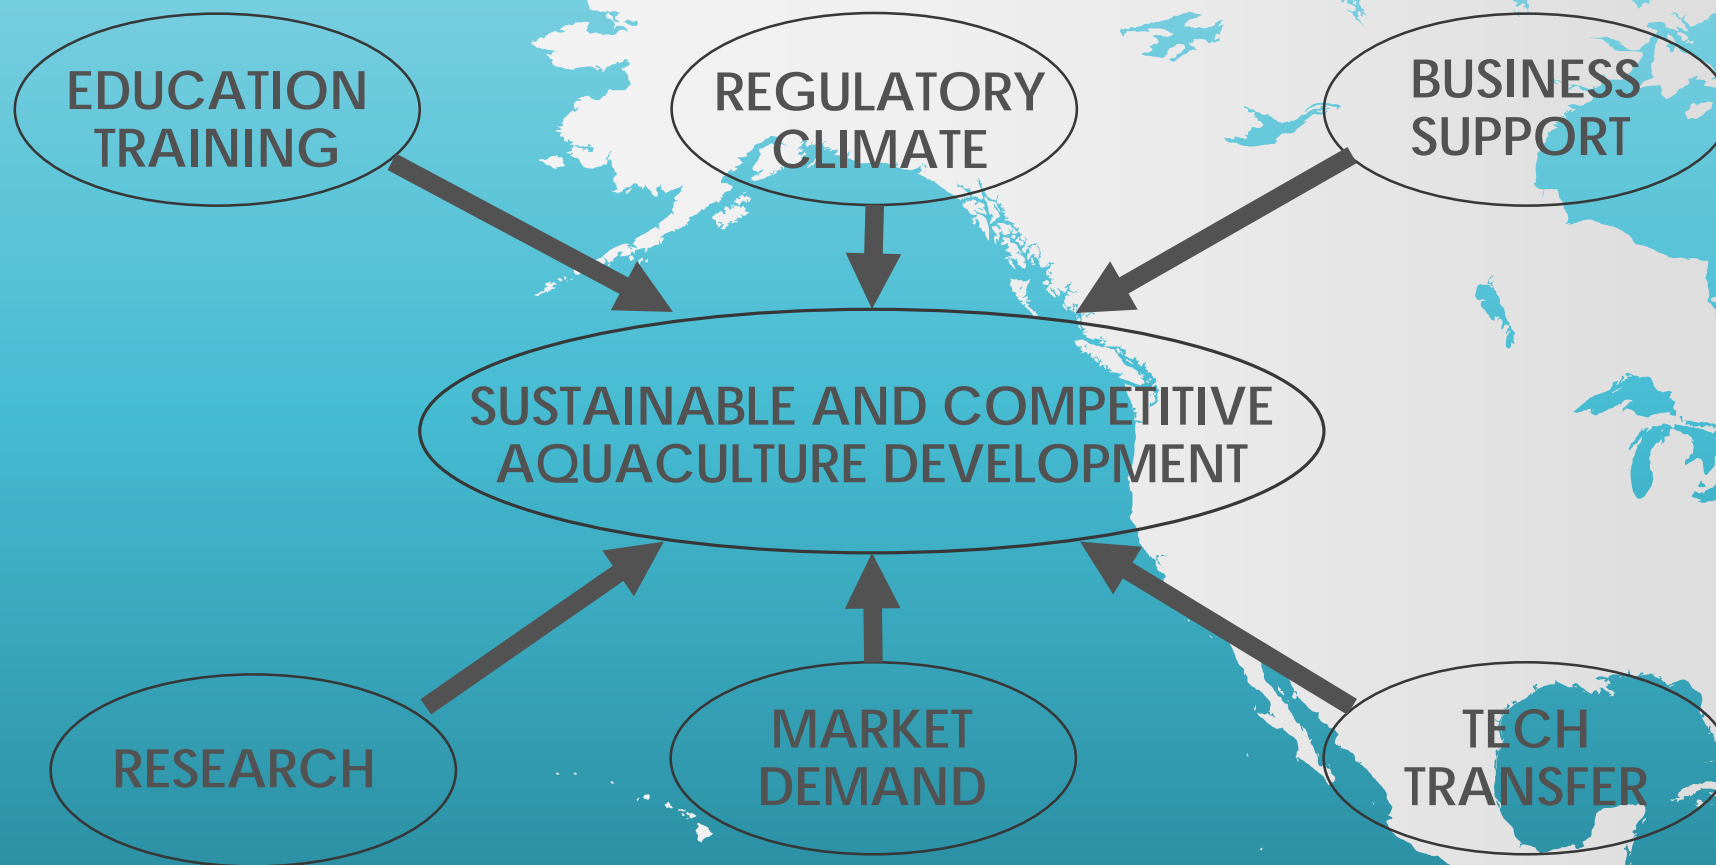 EDUCATION
TRAINING
REGULATORY
CLIMATE
BUSINESS
SUPPORT
SUSTAINABLE AND COMPETITIVE
AQUACULTURE DEVELOPMENT
RESEARCH
MARKET
DEMAND
TECH
TRANSFER